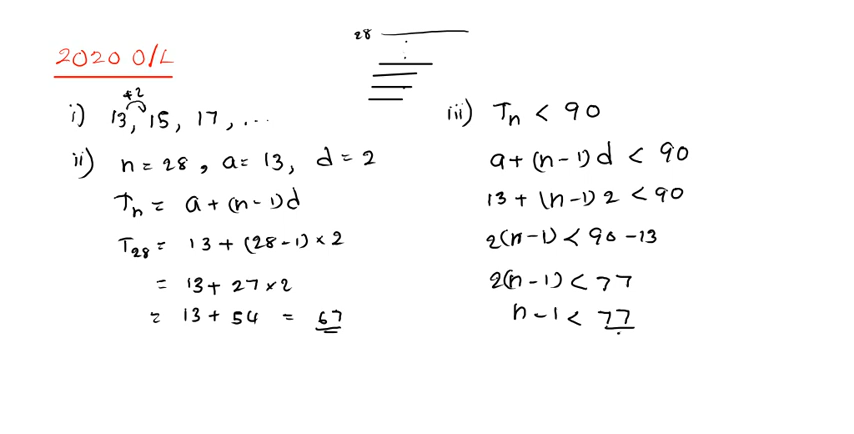 2020 O/L
28
+2
i) 13, 15, 17, ...
ii) n = 28, a = 13, d = 2
Tn = a + (n - 1)d
T28 = 13 + (28 - 1) × 2
= 13 + 27 × 2
= 13 + 54 = 67
iii) Tn < 90
a + (n - 1)d < 90
13 + (n - 1) 2 < 90
2(n - 1) < 90 - 13
2(n - 1) < 77
n - 1 < 77